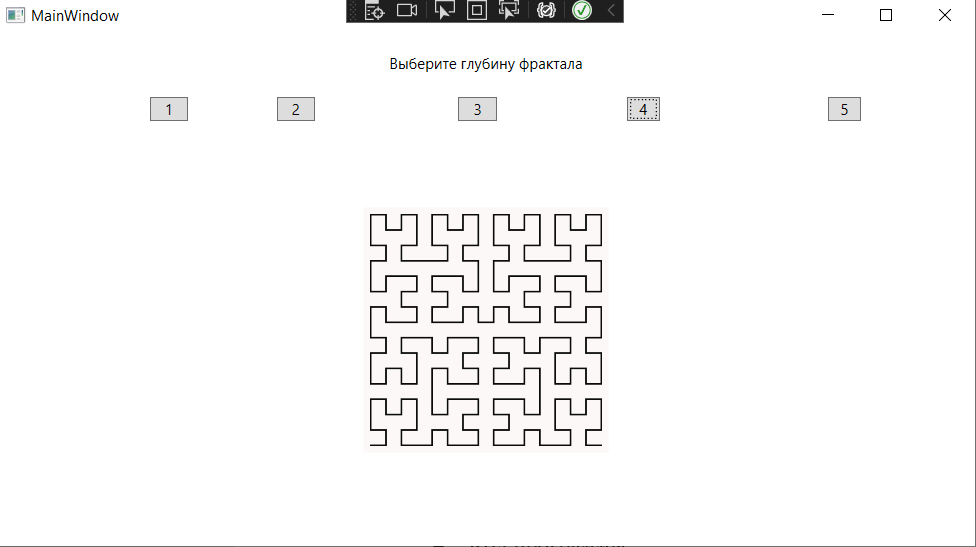 MainWindow
Выберите глубину фрактала
1 2 3 4 5